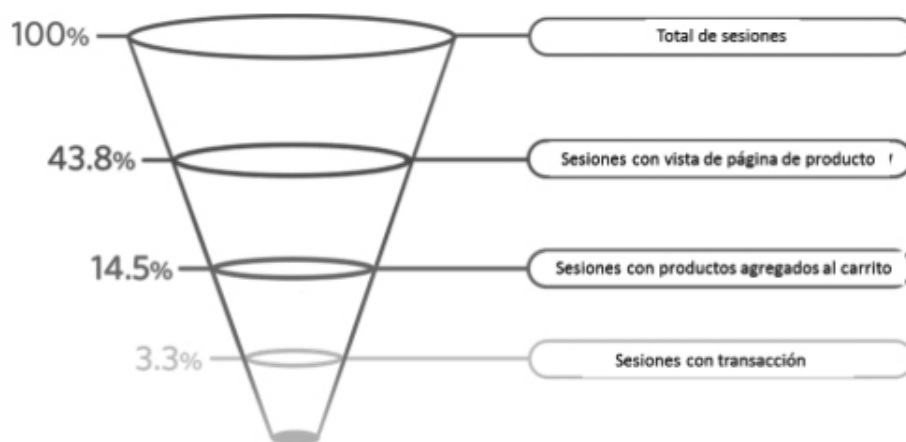 100%
Total de sesiones
43.8%
Sesiones con vista de página de producto
14.5%
Sesiones con productos agregados al carrito
3.3%
Sesiones con transacción